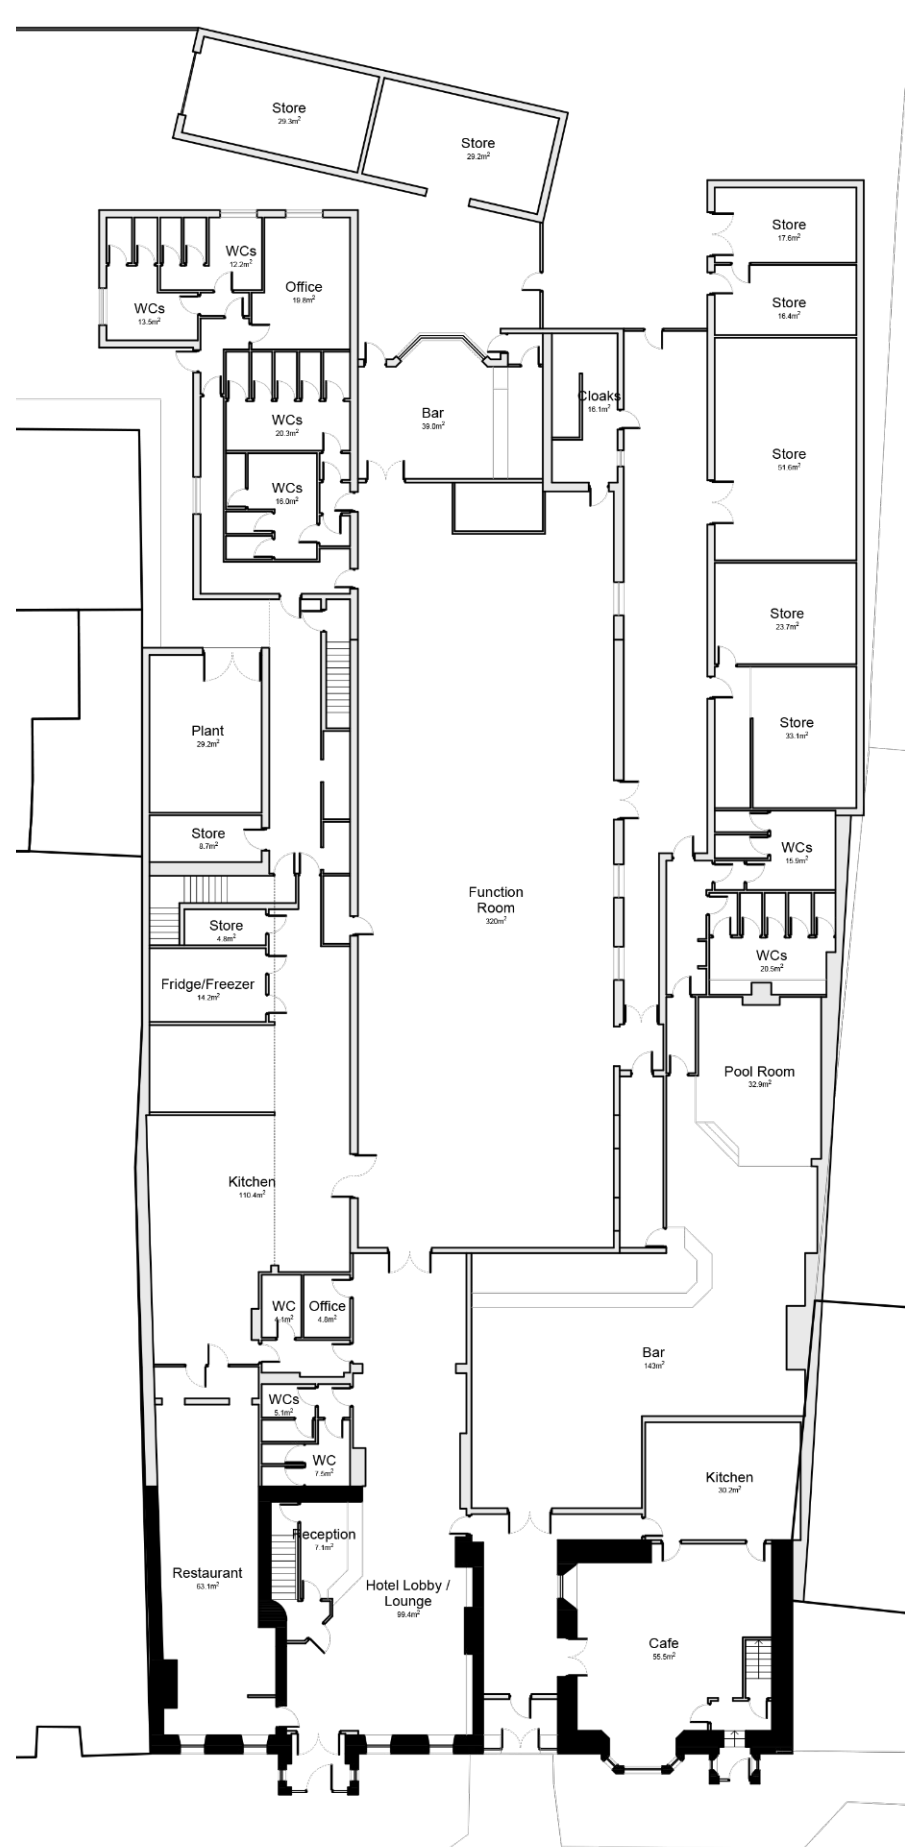 Store
29.3m²
Store
29.2m²
Store
17.6m²
WCs
12.2m²
Office
19.8m²
WCs
13.5m²
Store
16.4m²
Cloaks
16.1m²
Bar
39.0m²
WCs
20.3m²
Store
51.6m²
WCs
16.0m²
Store
23.7m²
Plant
29.2m²
Store
33.1m²
Store
8.7m²
WCs
15.9m²
Function
Room
320m²
Store
4.8m²
WCs
20.5m²
Fridge/Freezer
14.2m²
Pool Room
32.9m²
Kitchen
110.4m²
WC
4.1m²
Office
4.8m²
Bar
143m²
WCs
5.1m²
WC
7.5m²
Kitchen
30.2m²
Reception
7.1m²
Restaurant
63.1m²
Hotel Lobby /
Lounge
99.4m²
Cafe
55.5m²